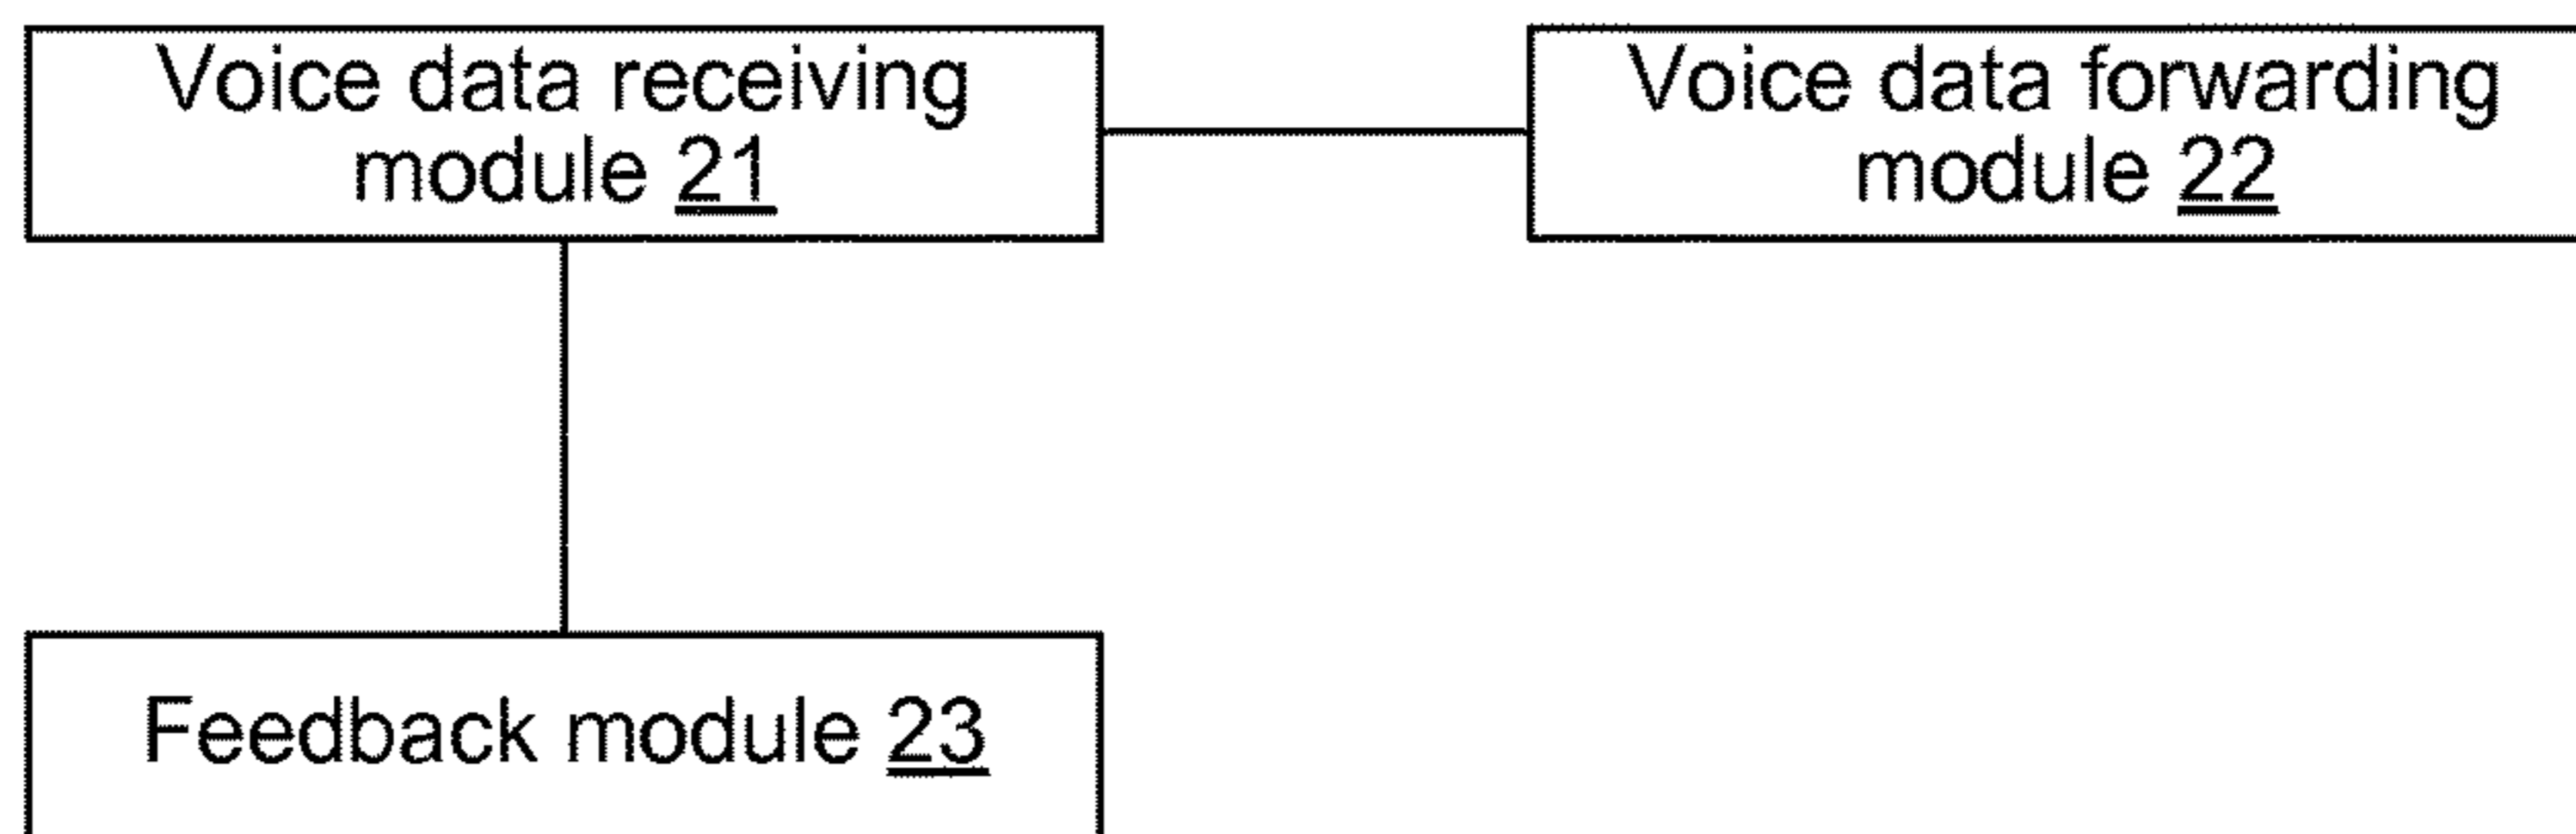 Voice data receiving
module 21
Voice data forwarding
module 22
Feedback module 23